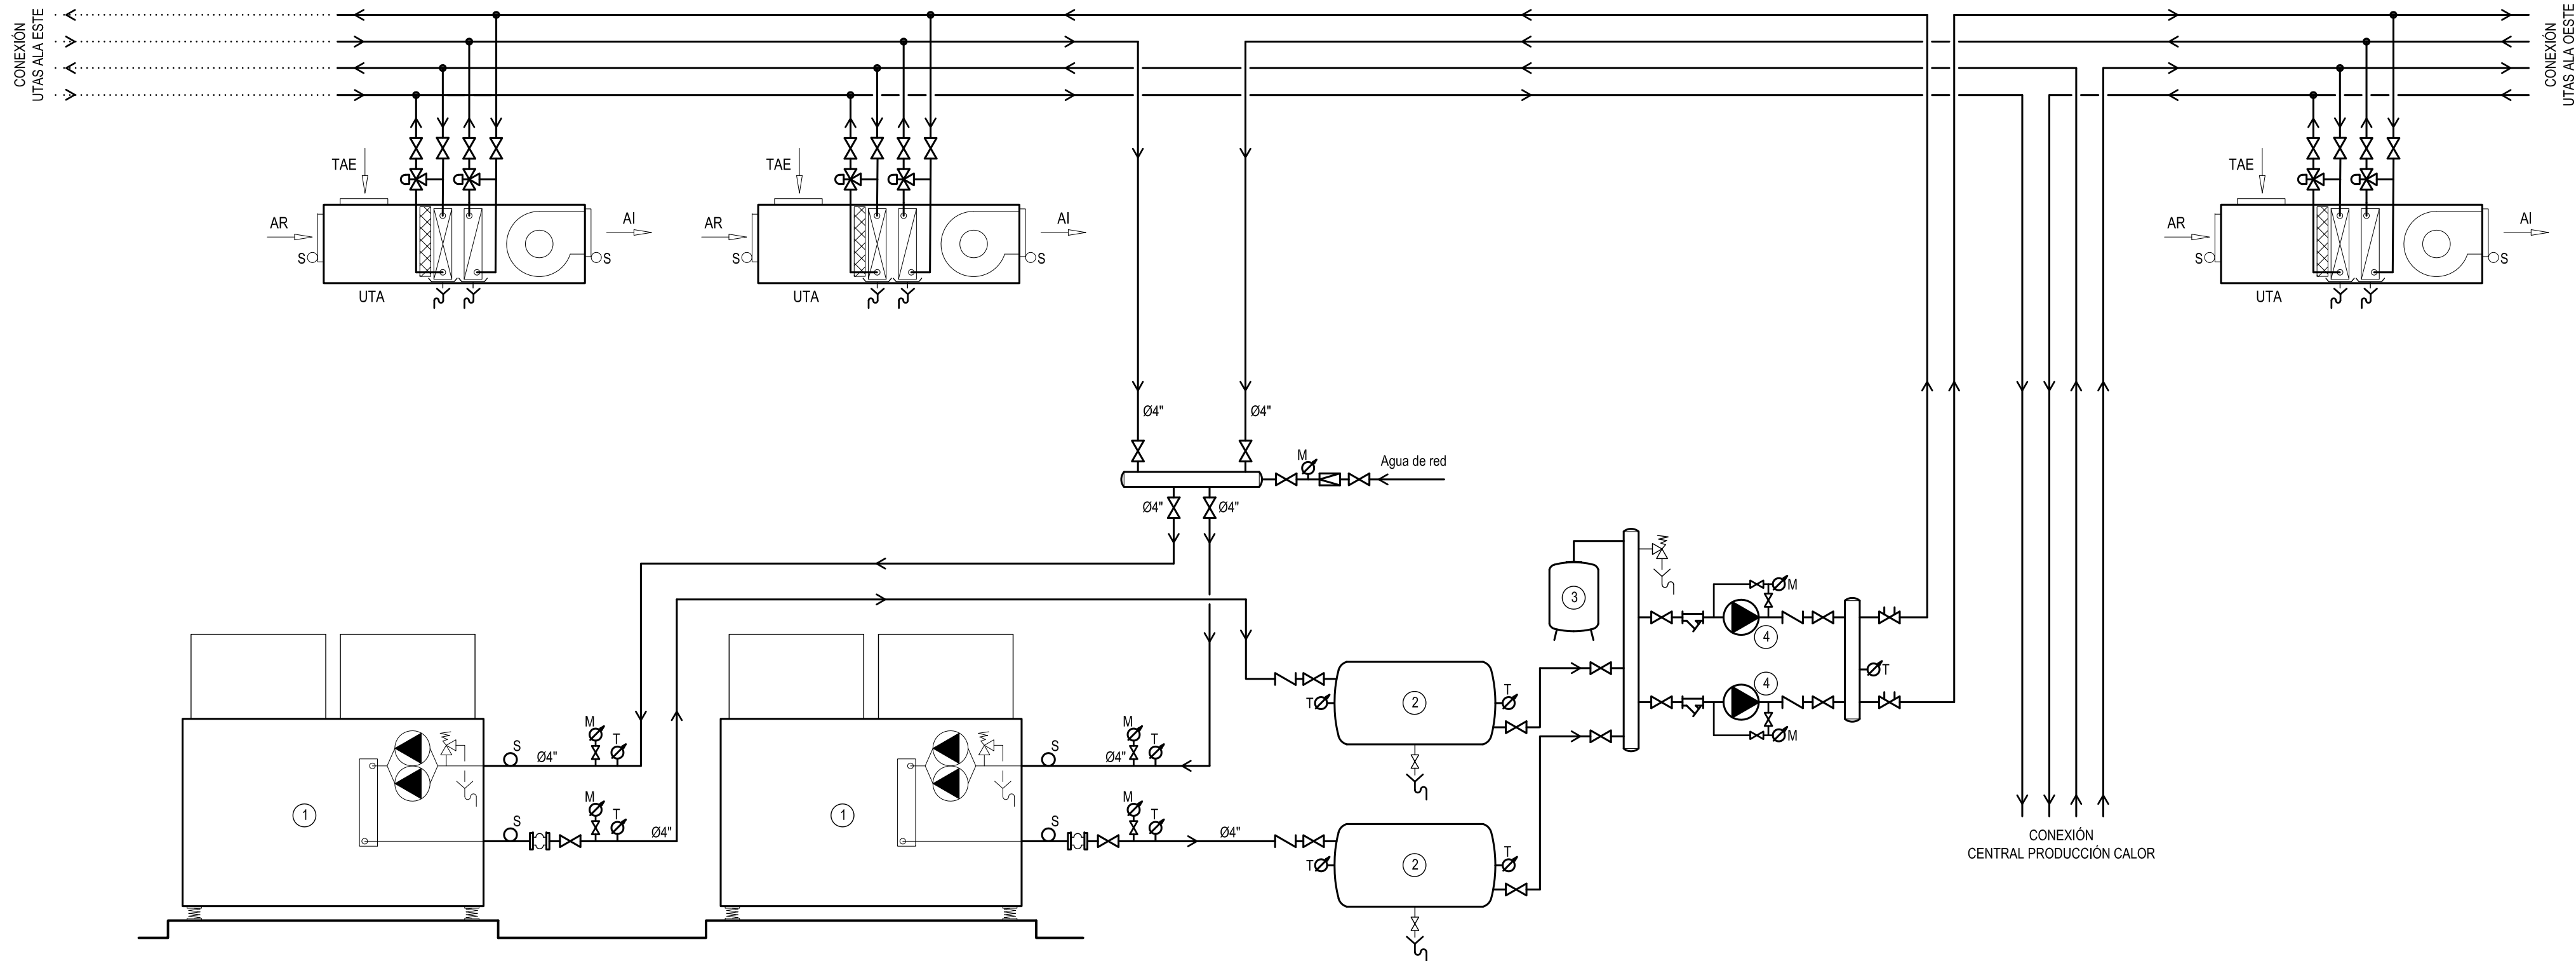 CONEXIÓN
UTAS ALA ESTE
CONEXIÓN
UTAS ALA OESTE
TAE
AR
AI
S
S
UTA
TAE
AR
AI
S
S
UTA
TAE
AR
AI
S
S
UTA
Ø4"
Ø4"
M
Agua de red
Ø4"
Ø4"
3
M
4
T
4
M
2
T
T
2
T
T
1
S
Ø4"
M
T
S
M
T
Ø4"
1
S
Ø4"
M
T
S
M
T
Ø4"
CONEXIÓN
CENTRAL PRODUCCIÓN CALOR